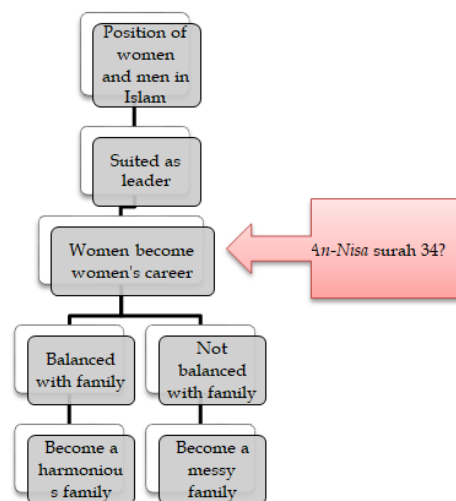 Position of
women
and men in
Islam
Suited as
leader
Women become
women's career
An-Nisa surah 34?
Balanced
with family
Not
balanced
with family
Become a
harmoniou
s family
Become a
messy
family